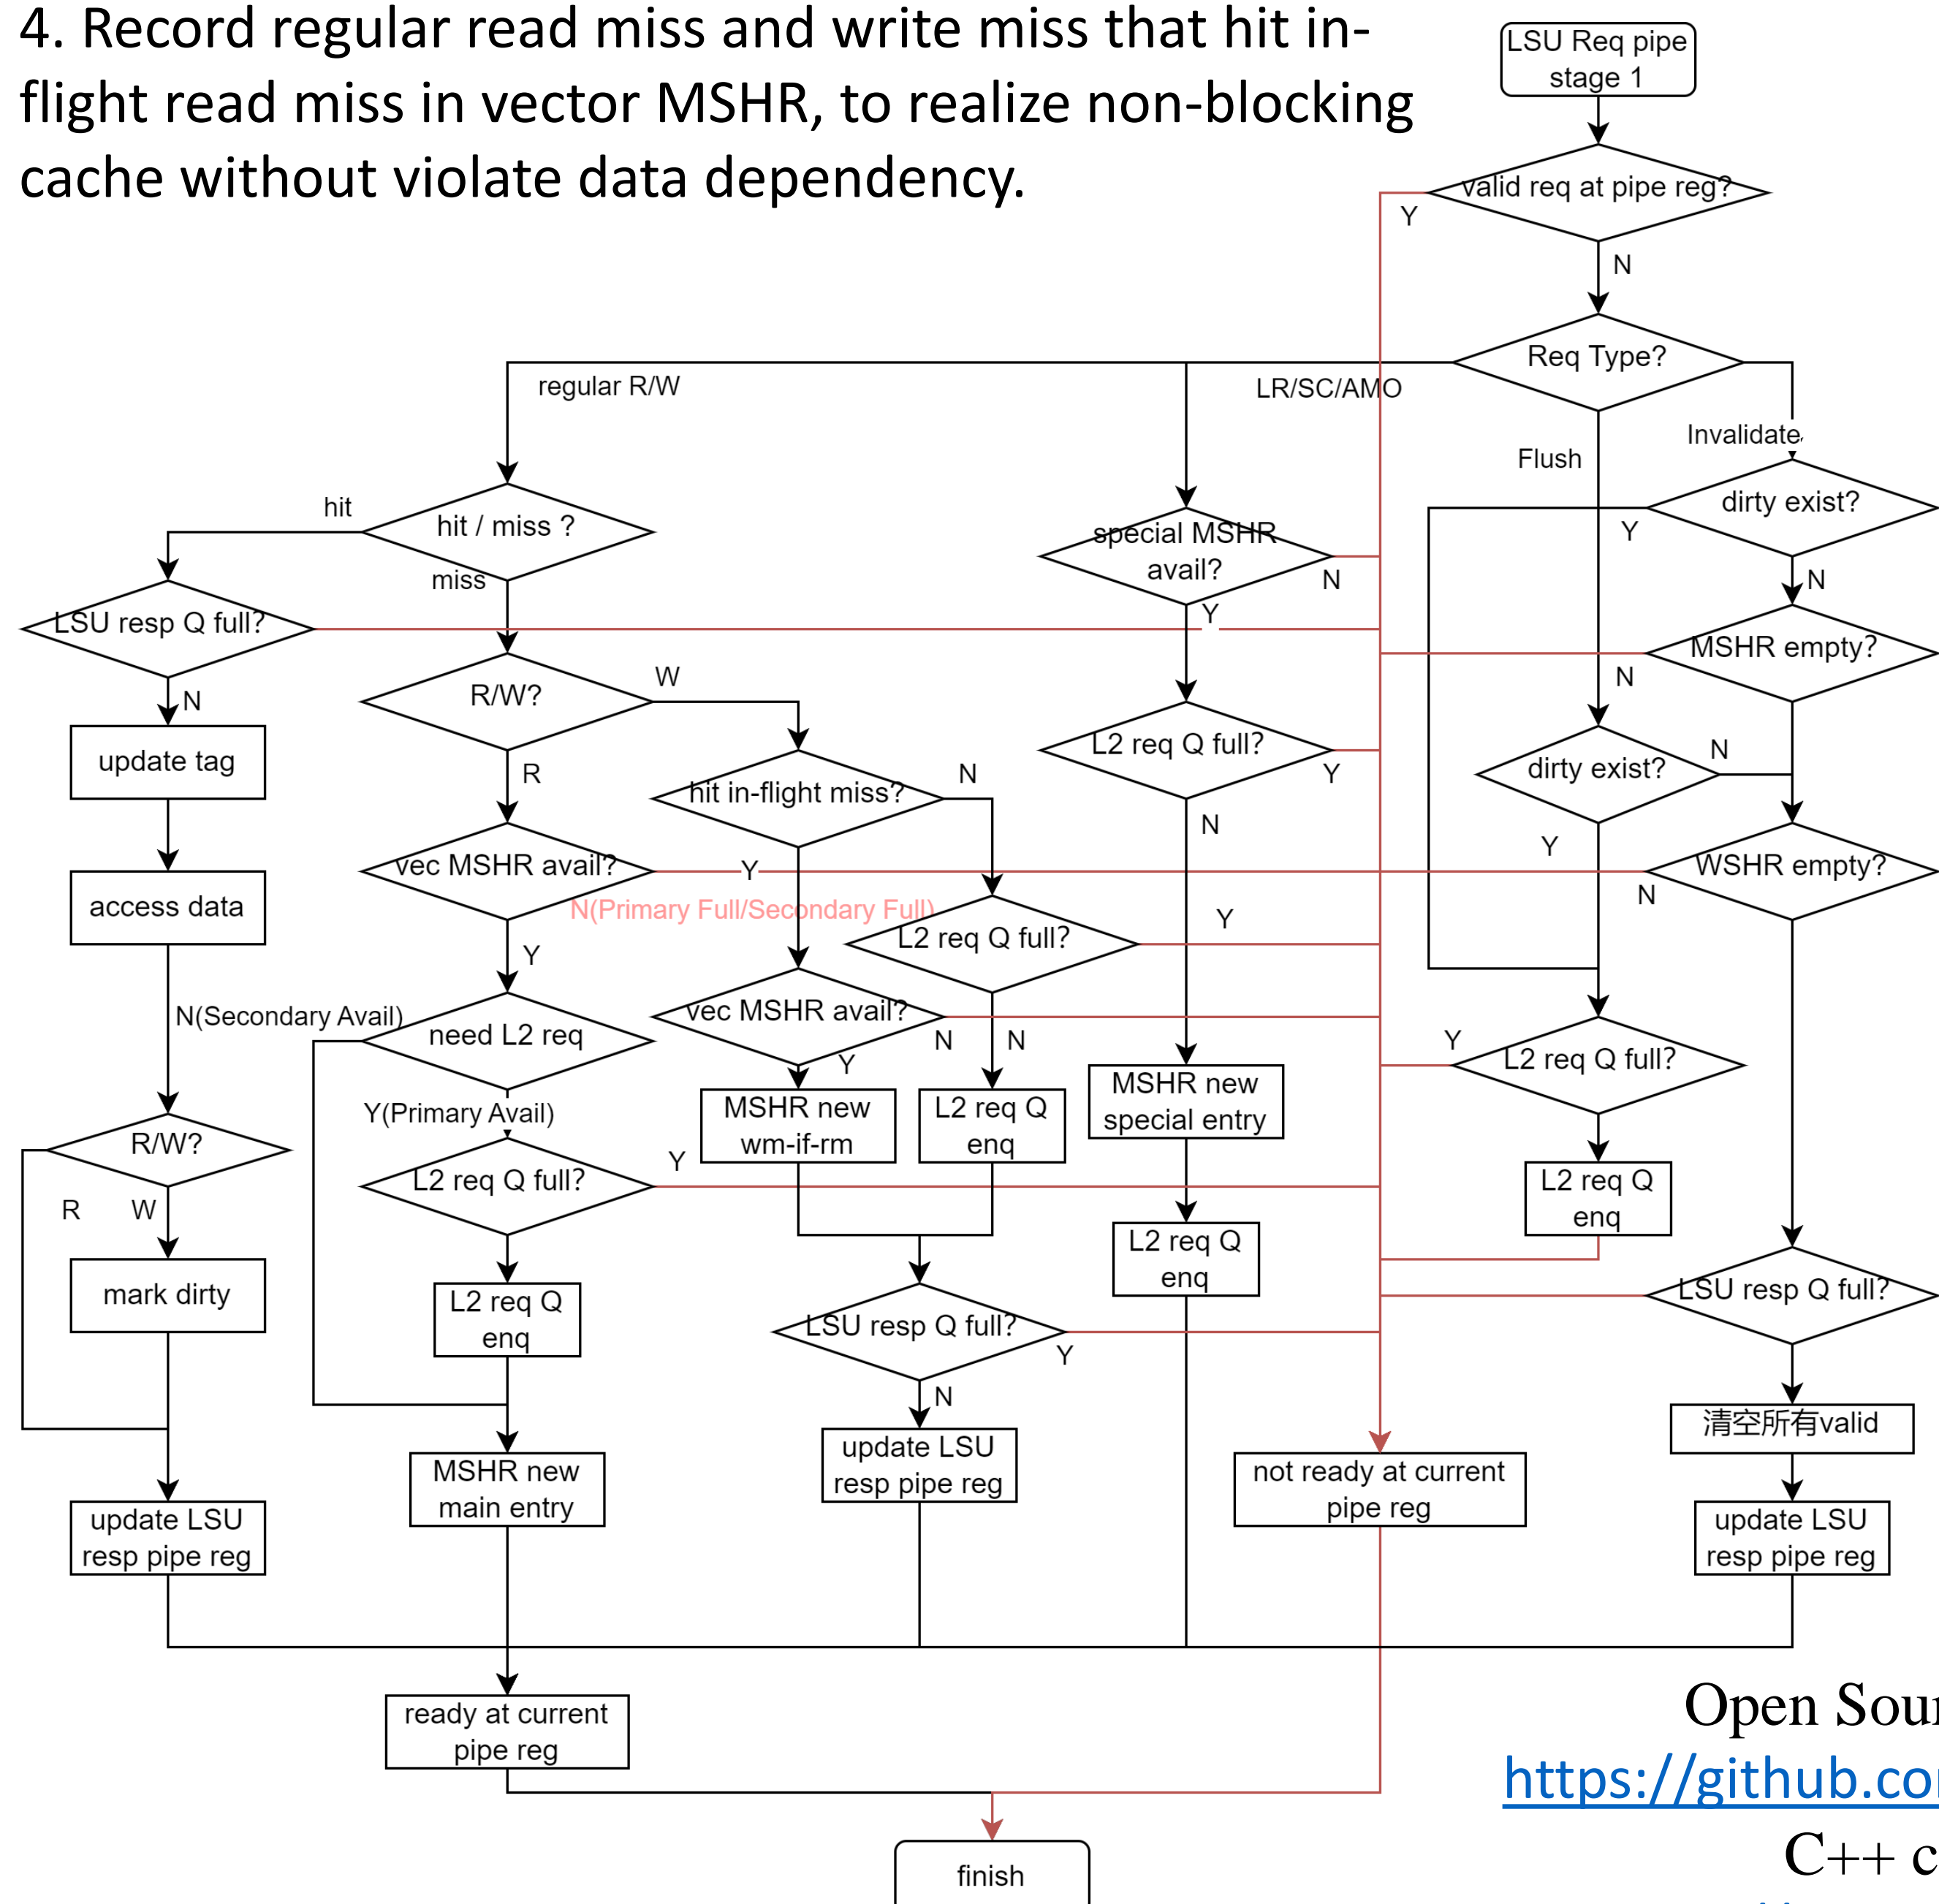 4. Record regular read miss and write miss that hit in-
flight read miss in vector MSHR, to realize non-blocking
cache without violate data dependency.
LSU Req pipe
stage 1
valid req at pipe reg?
Y
N
Req Type?
regular R/W
LR/SC/AMO
Flush
Invalidate
hit
hit / miss ?
miss
special MSHR
avail?
N
Y
dirty exist?
Y
N
LSU resp Q full?
N
R/W?
W
R
MSHR empty?
N
update tag
hit in-flight miss?
N
L2 req Q full?
Y
N
dirty exist?
N
Y
vec MSHR avail?
Y
N(Primary Full/Secondary Full)
Y
WSHR empty?
N
access data
L2 req Q full?
Y
N
N(Secondary Avail)
need L2 req
Y(Primary Avail)
vec MSHR avail?
N
Y
L2 req Q full?
Y
MSHR new
wm-if-rm
L2 req Q
enq
MSHR new
special entry
R/W?
R
W
L2 req Q full?
Y
L2 req Q
enq
L2 req Q
enq
mark dirty
L2 req Q
enq
LSU resp Q full?
Y
N
LSU resp Q full?
清空所有valid
update LSU
resp pipe reg
MSHR new
main entry
update LSU
resp pipe reg
not ready at current
pipe reg
update LSU
resp pipe reg
ready at current
pipe reg
finish
Open Sour
https://github.co
C++ c